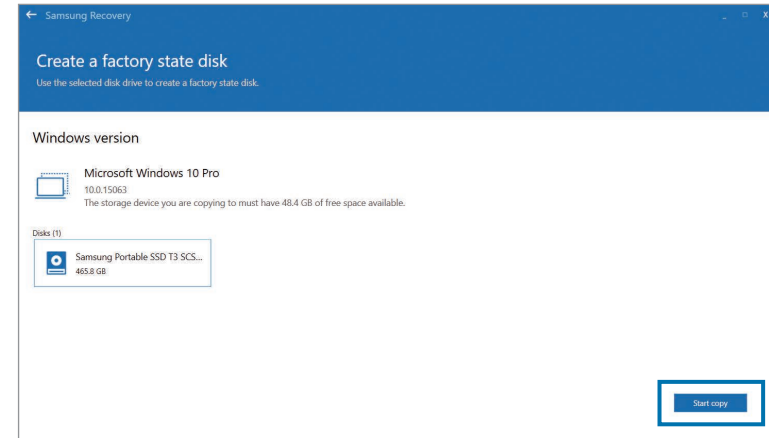 ← Samsung Recovery
Create a factory state disk
Use the selected disk drive to create a factory state disk.
Windows version
Microsoft Windows 10 Pro
10.0.15063
The storage device you are copying to must have 48.4 GB of free space available.
Disks (1)
Samsung Portable SSD T3 SCS...
465.8 GB
Start copy